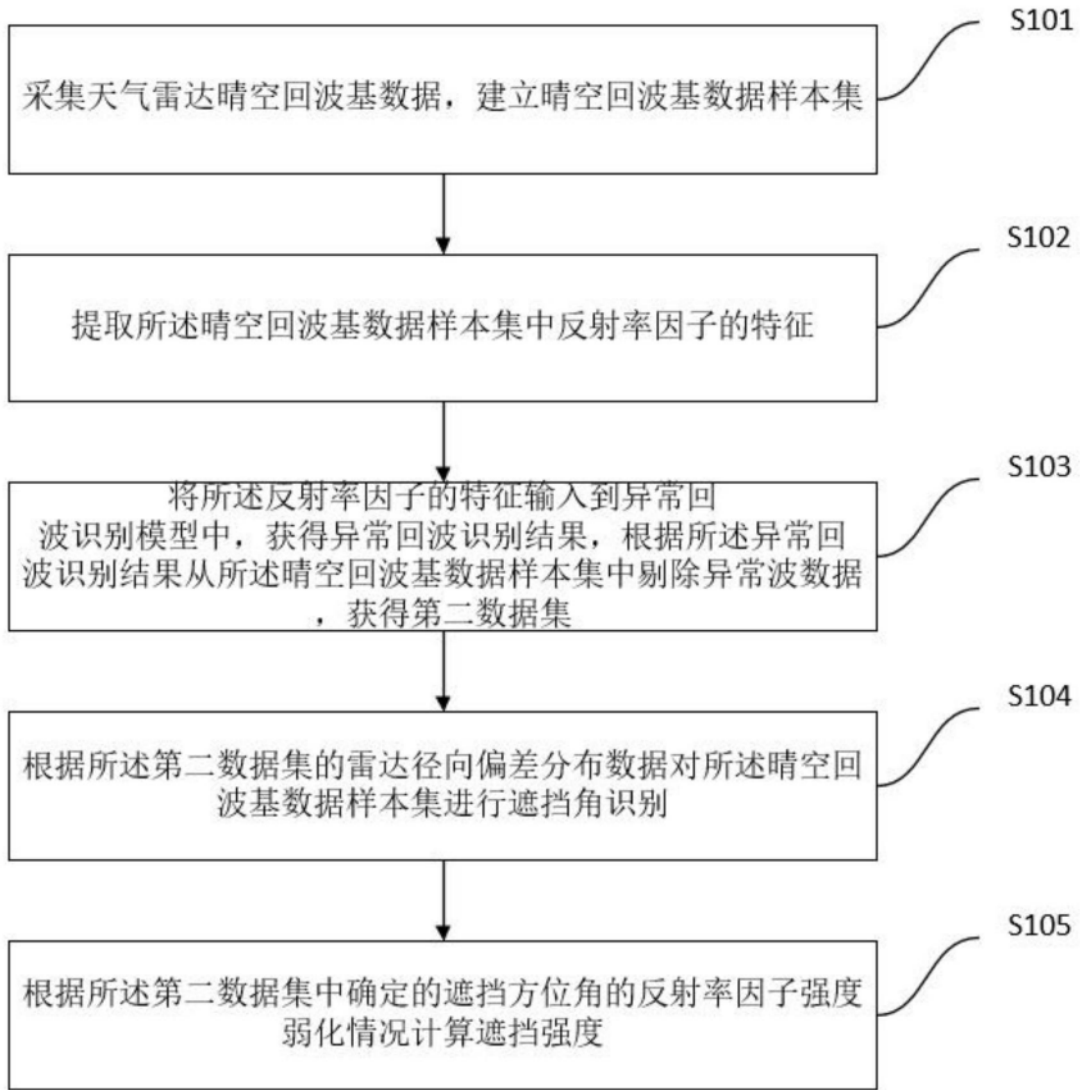 S101
采集天气雷达晴空回波基数据，建立晴空回波基数据样本集
S102
提取所述晴空回波基数据样本集中反射率因子的特征
S103
将所述反射率因子的特征输入到异常回
波识别模型中，获得异常回波识别结果，根据所述异常回
波识别结果从所述晴空回波基数据样本集中剔除异常波数据
，获得第二数据集
S104
根据所述第二数据集的雷达径向偏差分布数据对所述晴空回
波基数据样本集进行遮挡角识别
S105
根据所述第二数据集中确定的遮挡方位角的反射率因子强度
弱化情况计算遮挡强度